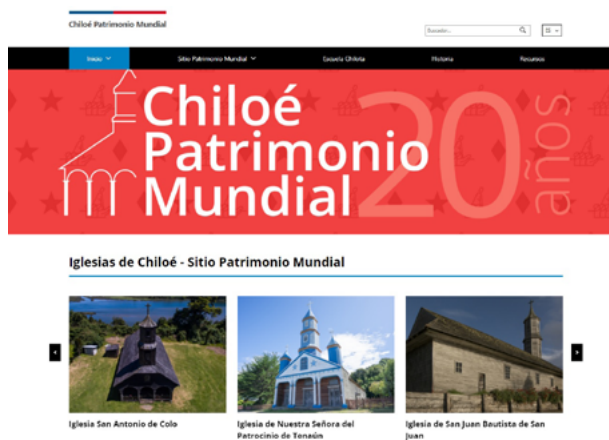 Chiloé Patrimonio Mundial
Buscador...
ES
Inicio
Sitio Patrimonio Mundial
Escuela Chilota
Historia
Recursos
Chiloé
Patrimonio
Mundial
20
años
Iglesias de Chiloé - Sitio Patrimonio Mundial
Iglesia San Antonio de Colo
Iglesia de Nuestra Señora del
Patrocinio de Tenaún
Iglesia de San Juan Bautista de San
Juan